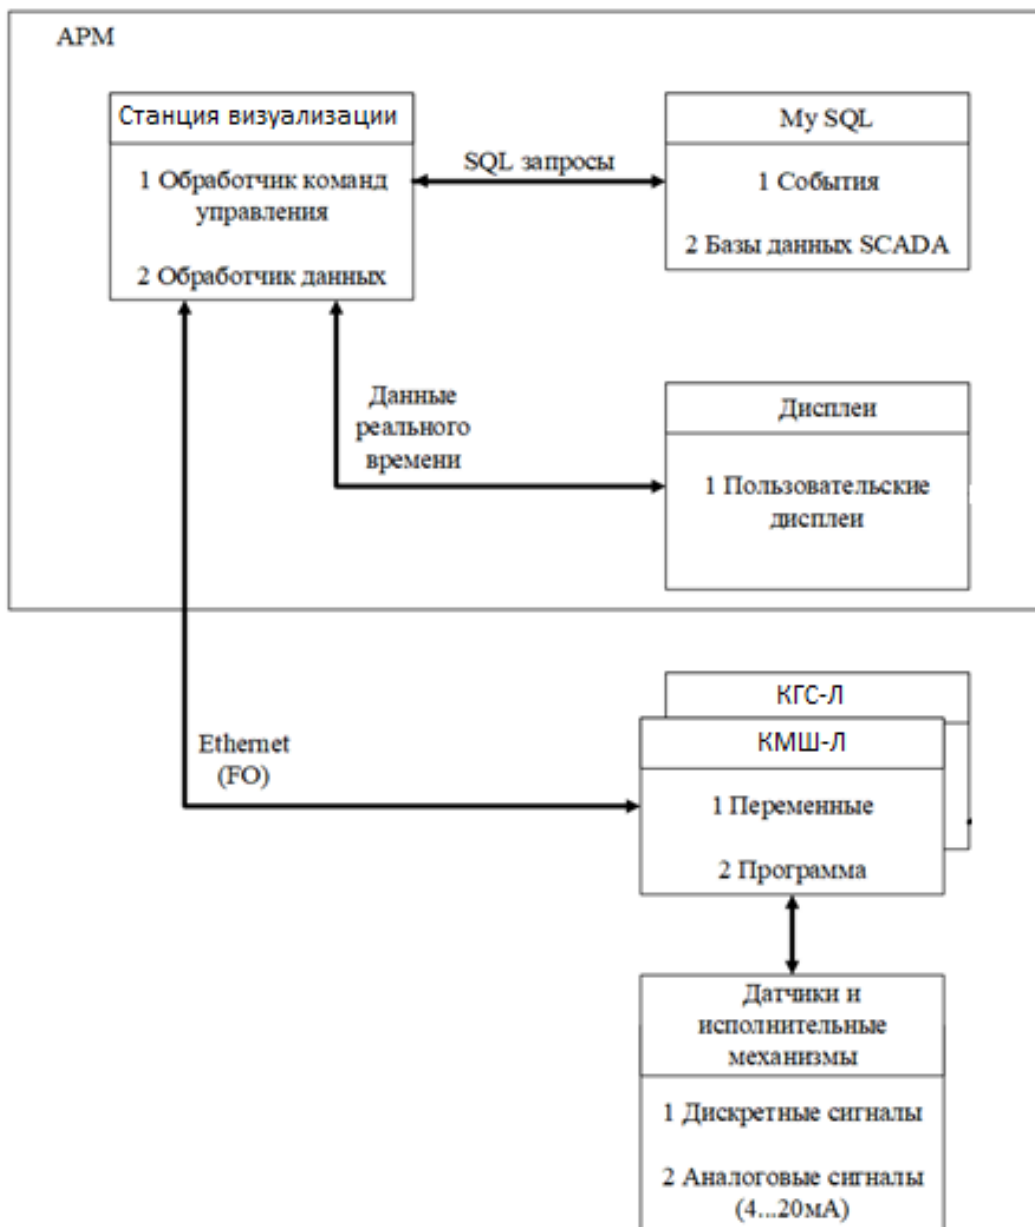 АРМ
Станция визуализации
1 Обработчик команд
управления
2 Обработчик данных
SQL запросы
My SQL
1 События
2 Базы данных SCADA
Данные
реального
времени
Дисплеи
1 Пользовательские
дисплеи
Ethernet
(FO)
КГС-Л
КМШ-Л
1 Переменные
2 Программа
Датчики и
исполнительные
механизмы
1 Дискретные сигналы
2 Аналоговые сигналы
(4...20мА)